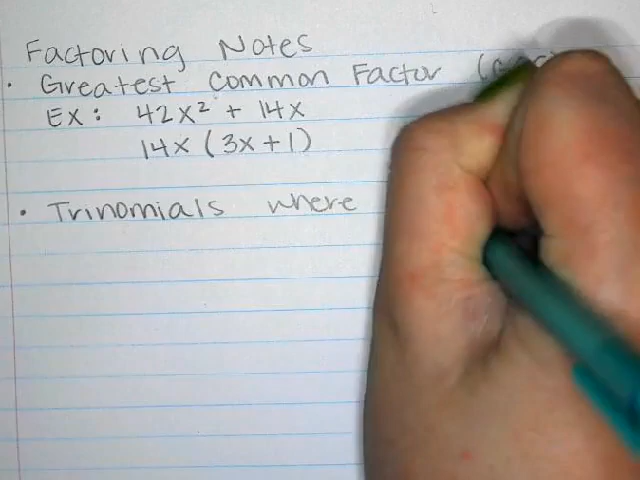 Factoring Notes
· Greatest Common Factor
Ex: 42x² + 14x
14x (3x + 1)
· Trinomials where